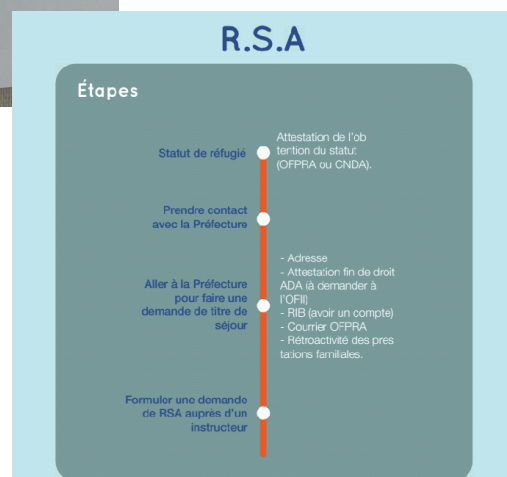 R.S.A
Étapes
Statut de réfugié
Attestation de l'ob
tention du statut
(OFPRA ou CNDA).
Prendre contact
avec la Préfecture
Aller à la Préfecture
pour faire une
demande de titre de
séjour
- Adresse
- Attestation fin de droit
ADA (à demander à
l'OFII)
- RIB (avoir un compte)
- Courrier OFPRA
- Rétroactivité des pres
tations familiales.
Formuler une demande
de RSA auprès d'un
instructeur